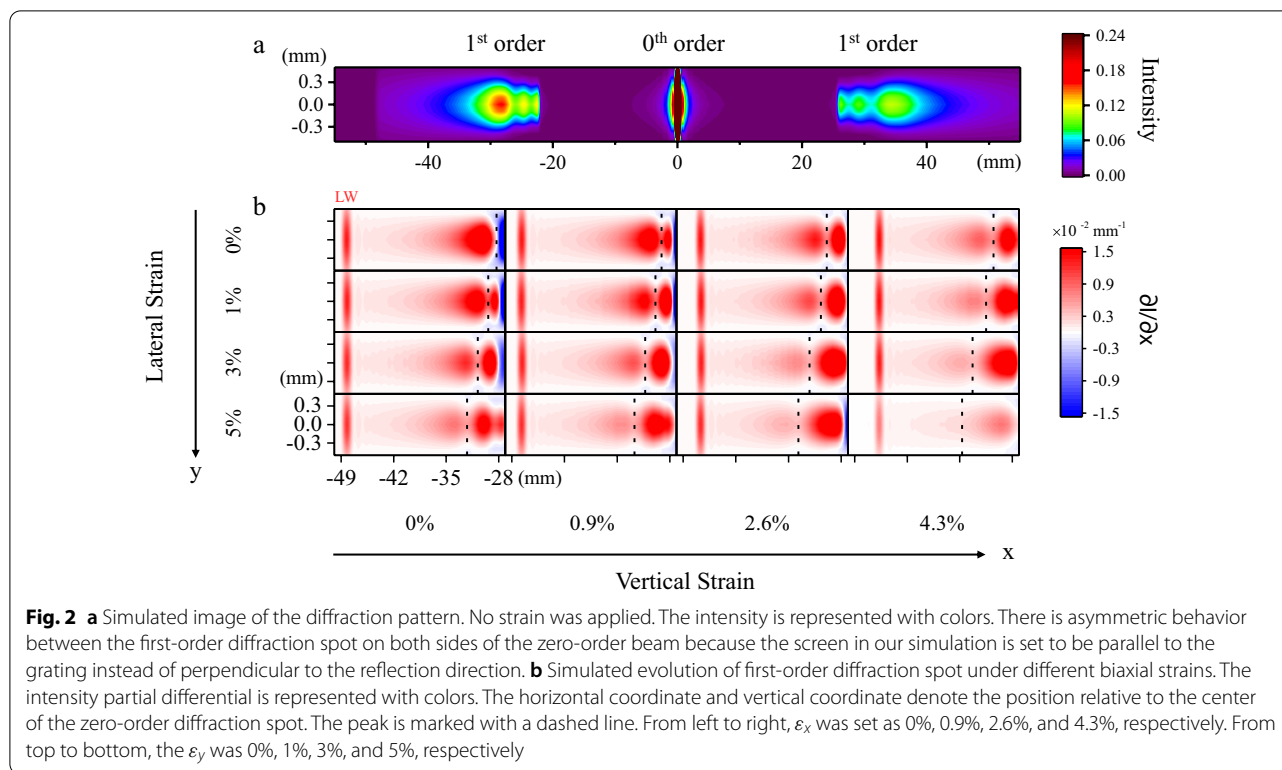 a
(mm)
1st order
0th order
1st order
0.3
0.0
-0.3
-40
-20
0
20
40
(mm)
0.24
0.18
0.12
0.06
0.00
Intensity
b
LW
Lateral Strain
y
0%
1%
3%
5%
(mm)
0.3
0.0
-0.3
-49
-42
-35
-28 (mm)
×10⁻² mm⁻¹
1.5
0.9
0.3
-0.3
-0.9
-1.5
∂I/∂x
0%
0.9%
2.6%
4.3%
x
Vertical Strain
Fig. 2 a Simulated image of the diffraction pattern. No strain was applied. The intensity is represented with colors. There is asymmetric behavior
between the first-order diffraction spot on both sides of the zero-order beam because the screen in our simulation is set to be parallel to the
grating instead of perpendicular to the reflection direction. b Simulated evolution of first-order diffraction spot under different biaxial strains. The
intensity partial differential is represented with colors. The horizontal coordinate and vertical coordinate denote the position relative to the center
of the zero-order diffraction spot. The peak is marked with a dashed line. From left to right, εx was set as 0%, 0.9%, 2.6%, and 4.3%, respectively. From
top to bottom, the εy was 0%, 1%, 3%, and 5%, respectively